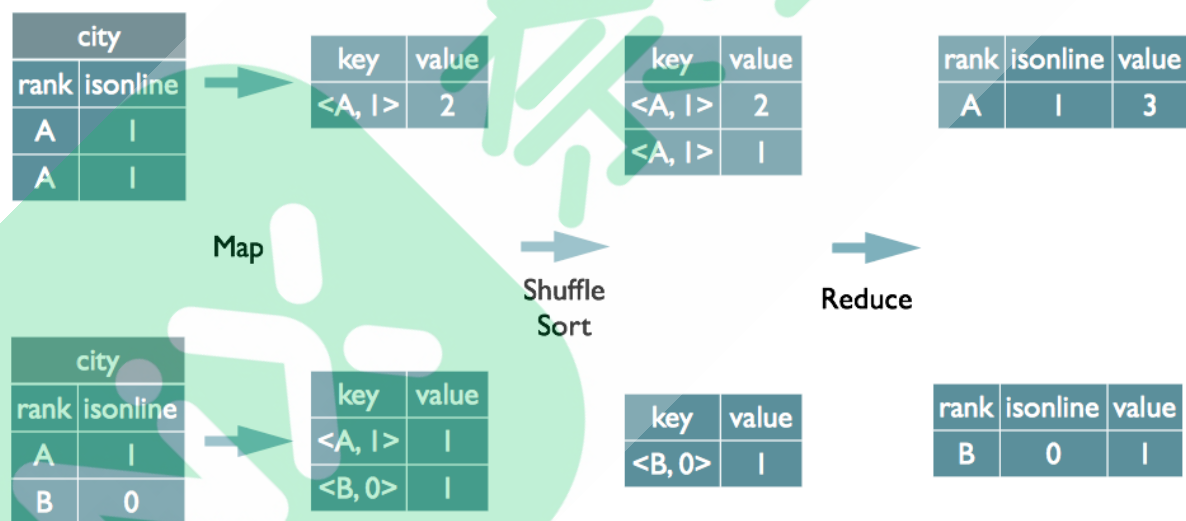 city
rank isonline
A 1
A 1
key value
<A, 1> 2
key value
<A, 1> 2
<A, 1> 1
rank isonline value
A 1 3
Map
Shuffle
Sort
Reduce
city
rank isonline
A 1
B 0
key value
<A, 1> 1
<B, 0> 1
key value
<B, 0> 1
rank isonline value
B 0 1